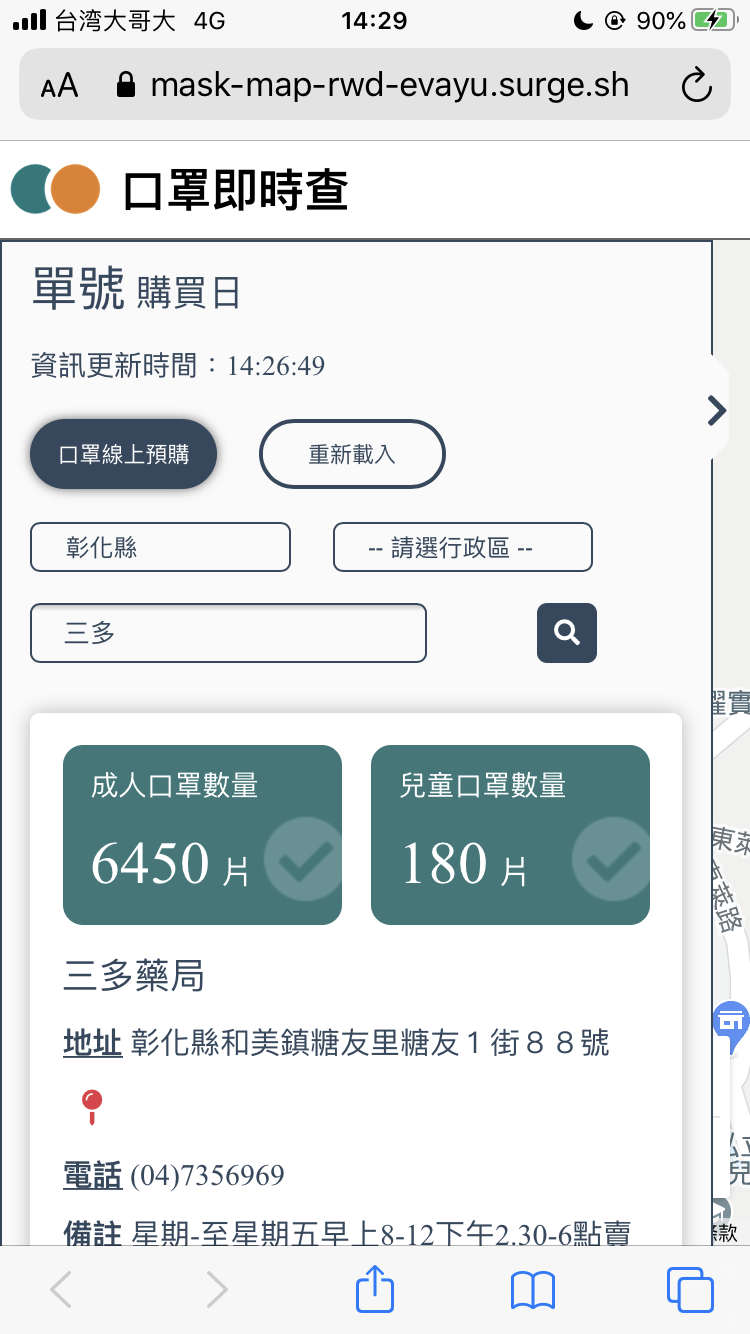 台湾大哥大 4G 14:29 90%
AA mask-map-rwd-evayu.surge.sh
口罩即時查
單號 購買日
資訊更新時間：14:26:49
口罩線上預購 重新載入
彰化縣 -- 請選行政區 --
三多
成人口罩數量 兒童口罩數量
6450 片 180 片
三多藥局
地址 彰化縣和美鎮糖友里糖友１街８８號
電話 (04)7356969
備註 星期-至星期五早上8-12下午2.30-6點賣
東萊
條款